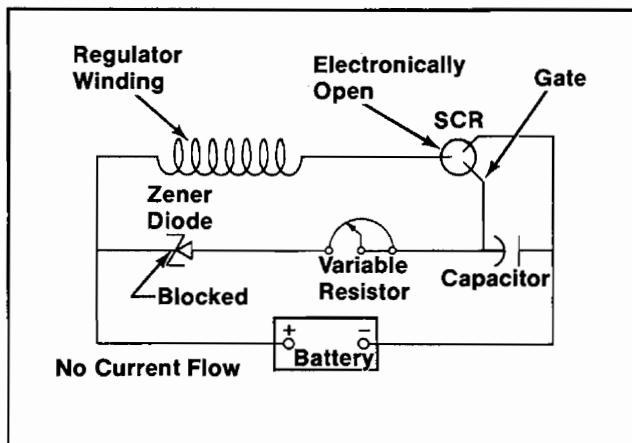 Regulator
Winding
Electronically
Open
Gate
SCR
Zener
Diode
Blocked
Variable
Resistor
Capacitor
+ −
Battery
No Current Flow